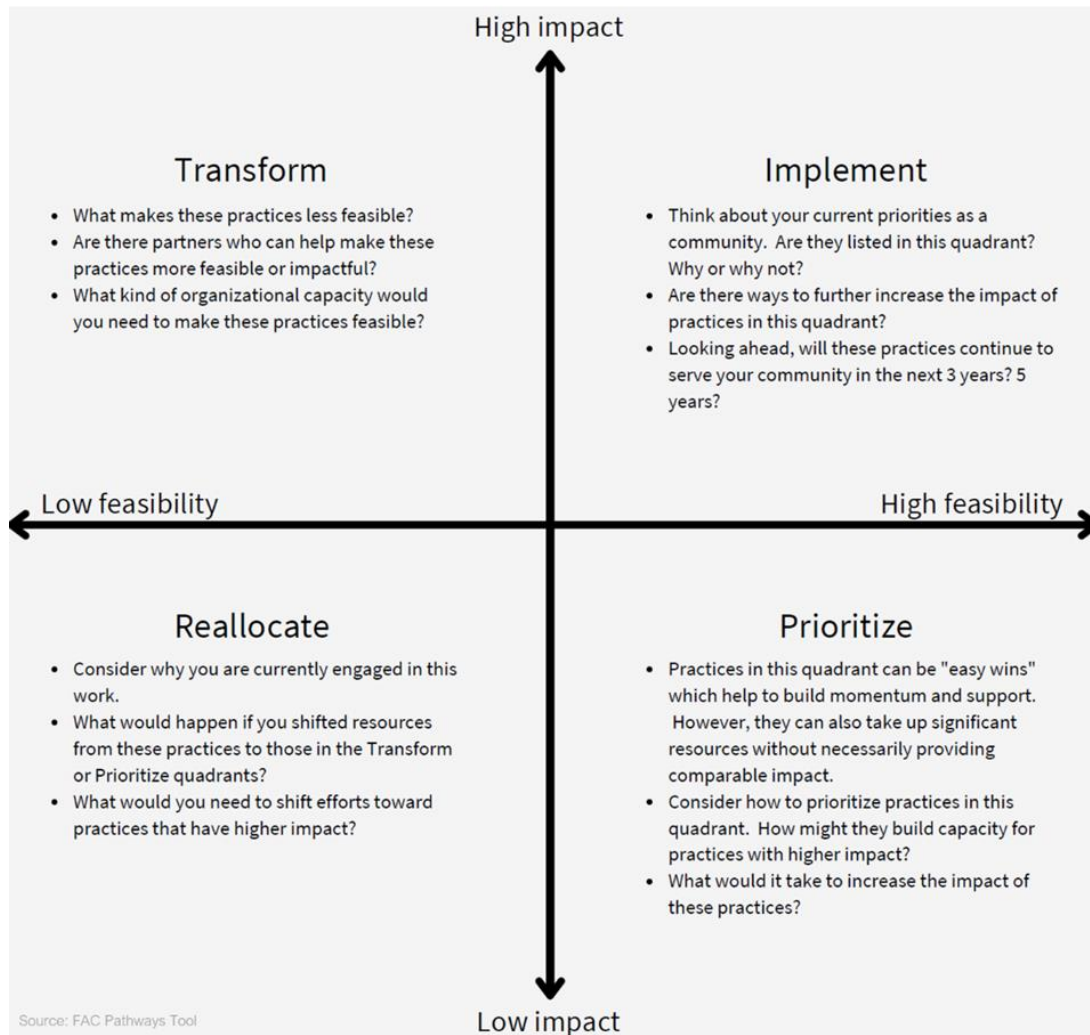 High impact
Transform
• What makes these practices less feasible?
• Are there partners who can help make these
practices more feasible or impactful?
• What kind of organizational capacity would
you need to make these practices feasible?
Implement
• Think about your current priorities as a
community.  Are they listed in this quadrant?
Why or why not?
• Are there ways to further increase the impact of
practices in this quadrant?
• Looking ahead, will these practices continue to
serve your community in the next 3 years? 5
years?
Low feasibility
High feasibility
Reallocate
• Consider why you are currently engaged in this
work.
• What would happen if you shifted resources
from these practices to those in the Transform
or Prioritize quadrants?
• What would you need to shift efforts toward
practices that have higher impact?
Prioritize
• Practices in this quadrant can be "easy wins"
which help to build momentum and support.
However, they can also take up significant
resources without necessarily providing
comparable impact.
• Consider how to prioritize practices in this
quadrant.  How might they build capacity for
practices with higher impact?
• What would it take to increase the impact of
these practices?
Source: FAC Pathways Tool
Low impact